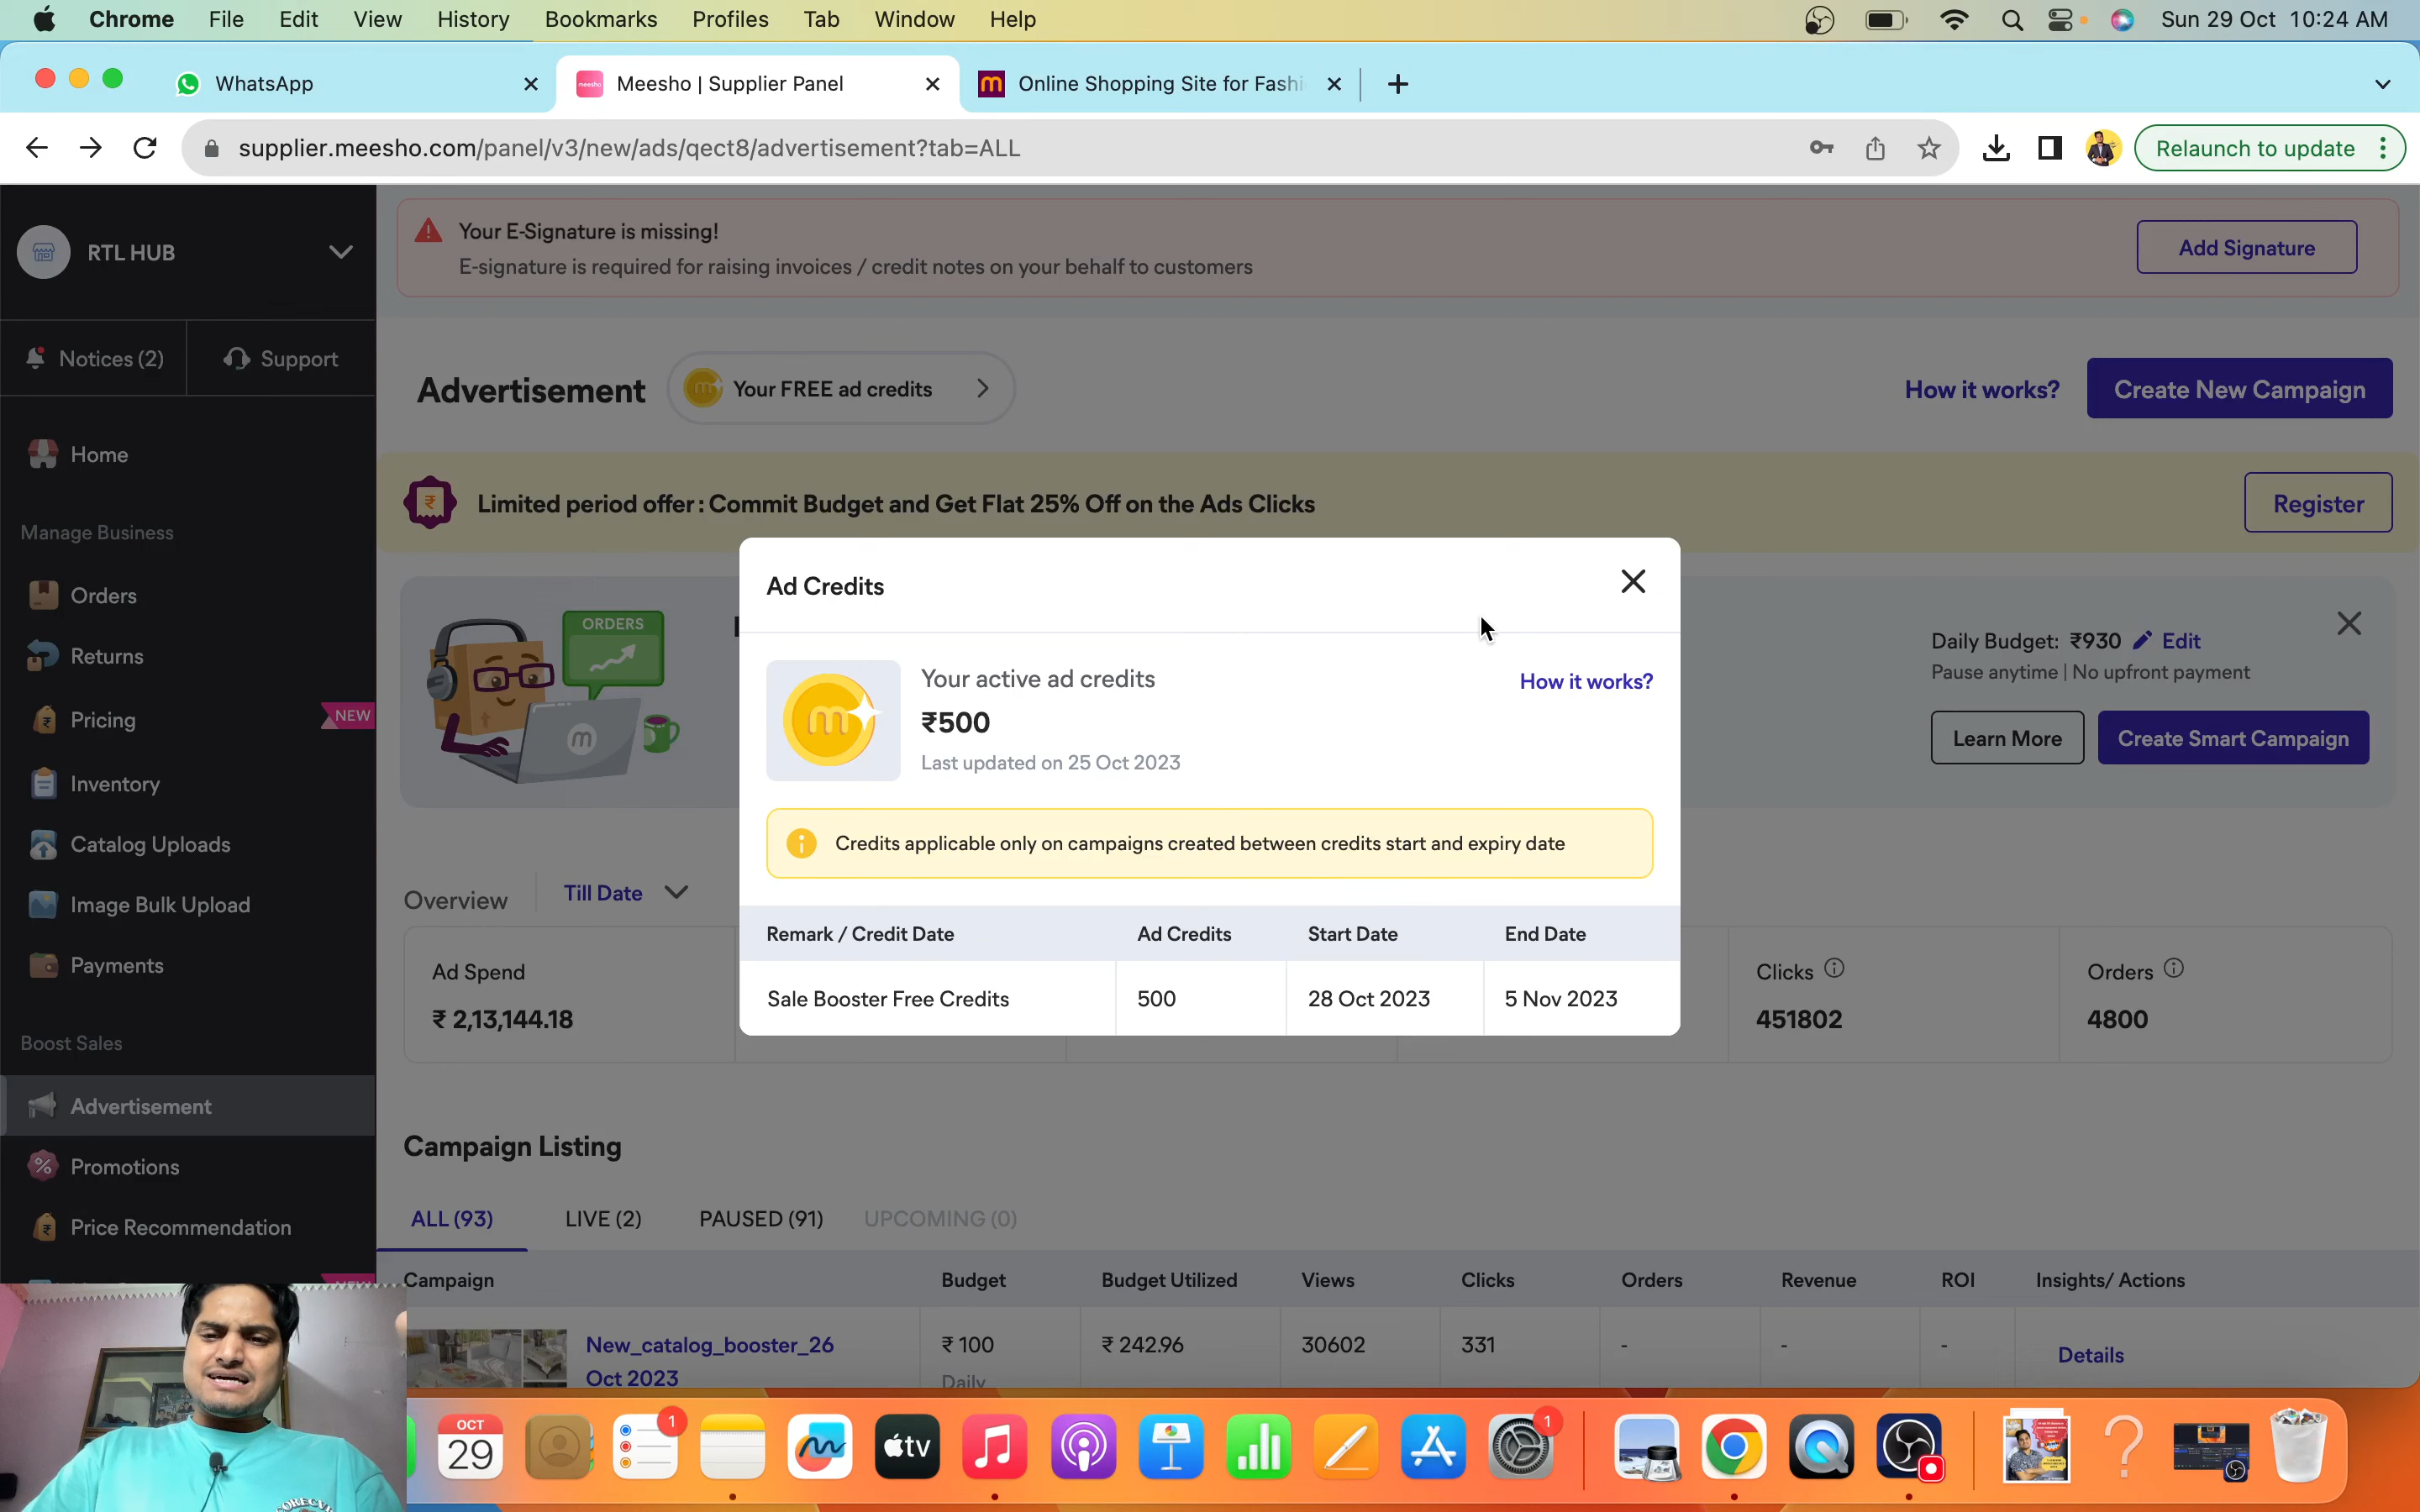 Chrome File Edit View History Bookmarks Profiles Tab Window Help Sun 29 Oct 10:24 AM
WhatsApp
Meesho | Supplier Panel
Online Shopping Site for Fashi
supplier.meesho.com/panel/v3/new/ads/qect8/advertisement?tab=ALL
Relaunch to update
RTL HUB
Your E-Signature is missing!
E-signature is required for raising invoices / credit notes on your behalf to customers
Add Signature
Notices (2)
Support
Advertisement
Your FREE ad credits
How it works?
Create New Campaign
Home
Limited period offer : Commit Budget and Get Flat 25% Off on the Ads Clicks
Register
Manage Business
Orders
Returns
Pricing
NEW
Inventory
Catalog Uploads
Image Bulk Upload
Payments
Boost Sales
Advertisement
Promotions
Price Recommendation
ORDERS
m
Daily Budget: ₹930 Edit
Pause anytime | No upfront payment
Learn More
Create Smart Campaign
Ad Credits
Your active ad credits
₹500
Last updated on 25 Oct 2023
How it works?
Credits applicable only on campaigns created between credits start and expiry date
Remark / Credit Date Ad Credits Start Date End Date
Sale Booster Free Credits 500 28 Oct 2023 5 Nov 2023
Overview
Till Date
Ad Spend
₹ 2,13,144.18
Clicks
451802
Orders
4800
Campaign Listing
ALL (93) LIVE (2) PAUSED (91) UPCOMING (0)
Campaign Budget Budget Utilized Views Clicks Orders Revenue ROI Insights/ Actions
New_catalog_booster_26
Oct 2023
₹ 100
Daily
₹ 242.96 30602 331 - - -
Details
OCT
29
1
tv
1